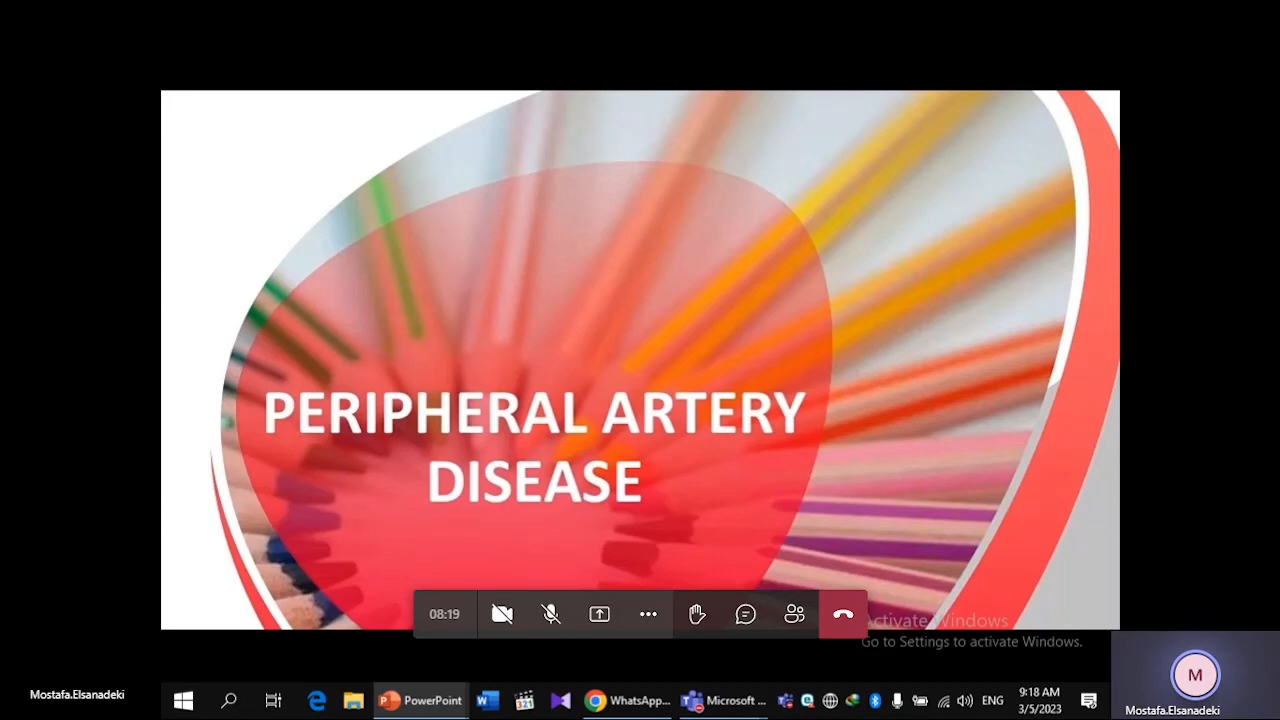 PERIPHERAL ARTERY
DISEASE
08:19
Activate Windows
Go to Settings to activate Windows.
M
Mostafa.Elsanadeki
Mostafa.Elsanadeki
PowerPoint
321
WhatsApp...
Microsoft ...
ENG
9:18 AM
3/5/2023